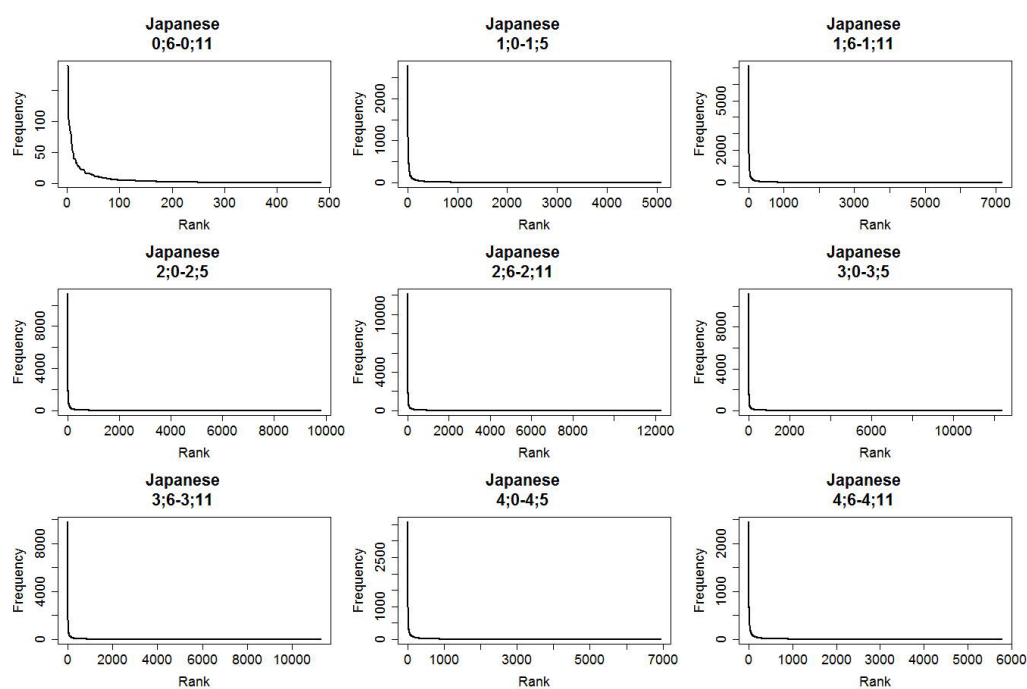 Japanese
0;6-0;11
Frequency
0 50 100
0 100 200 300 400 500
Rank
Japanese
1;0-1;5
Frequency
0 1000 2000
0 1000 2000 3000 4000 5000
Rank
Japanese
1;6-1;11
Frequency
0 2000 5000
0 1000 3000 5000 7000
Rank
Japanese
2;0-2;5
Frequency
0 4000 8000
0 2000 4000 6000 8000 10000
Rank
Japanese
2;6-2;11
Frequency
0 4000 10000
0 2000 4000 6000 8000 12000
Rank
Japanese
3;0-3;5
Frequency
0 4000 8000
0 2000 6000 10000
Rank
Japanese
3;6-3;11
Frequency
0 4000 8000
0 2000 4000 6000 8000 10000
Rank
Japanese
4;0-4;5
Frequency
0 1000 2500
0 1000 3000 5000 7000
Rank
Japanese
4;6-4;11
Frequency
0 1000 2000
0 1000 2000 3000 4000 5000 6000
Rank